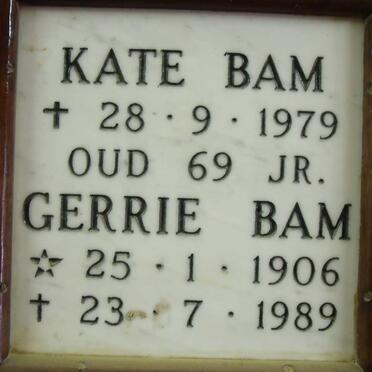 KATE BAM
✝ 28 · 9 · 1979
OUD 69 JR.
GERRIE BAM
☆ 25 · 1 · 1906
✝ 23 · 7 · 1989